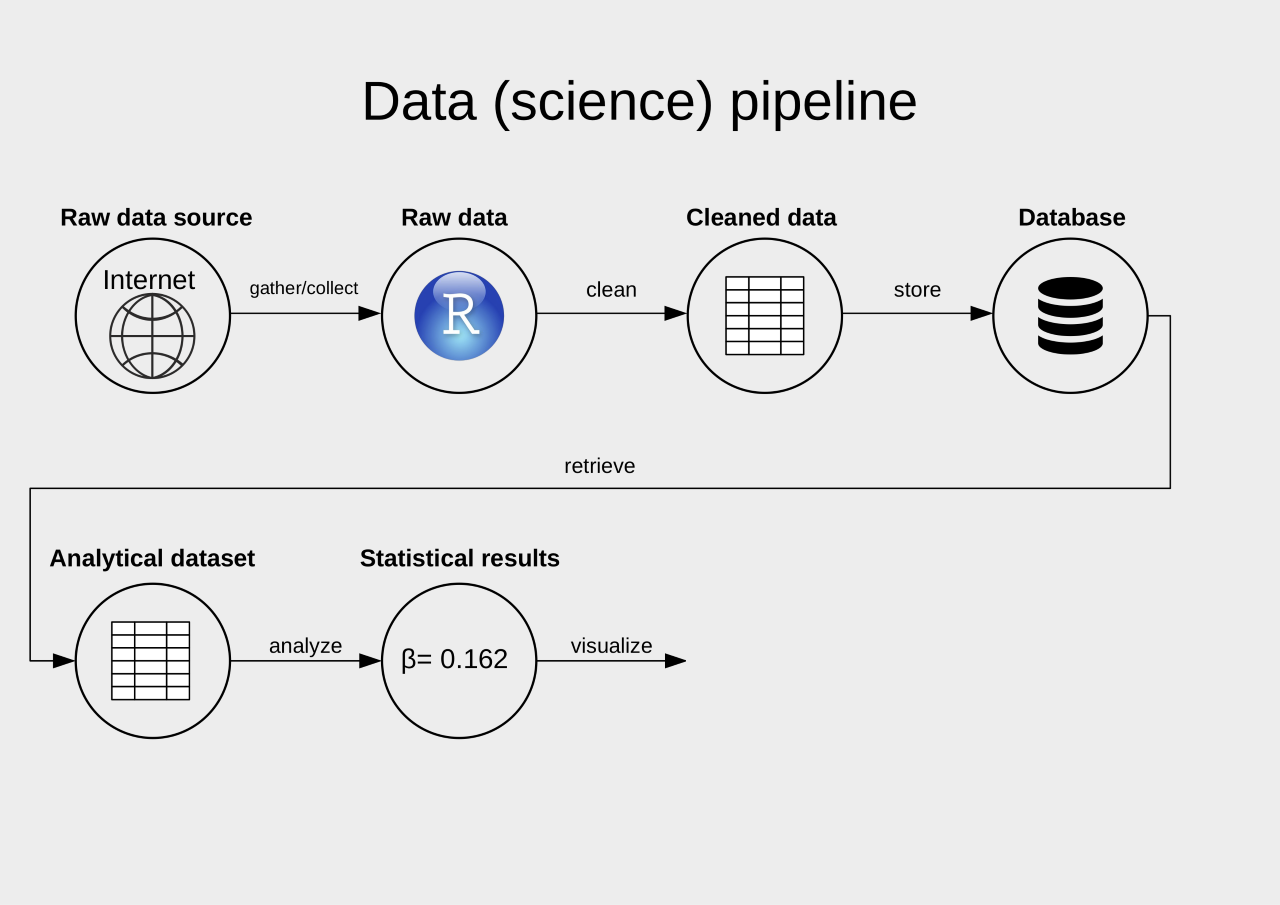 Data (science) pipeline
Raw data source
Raw data
Cleaned data
Database
Internet
gather/collect
R
clean
store
retrieve
Analytical dataset
Statistical results
analyze
β= 0.162
visualize